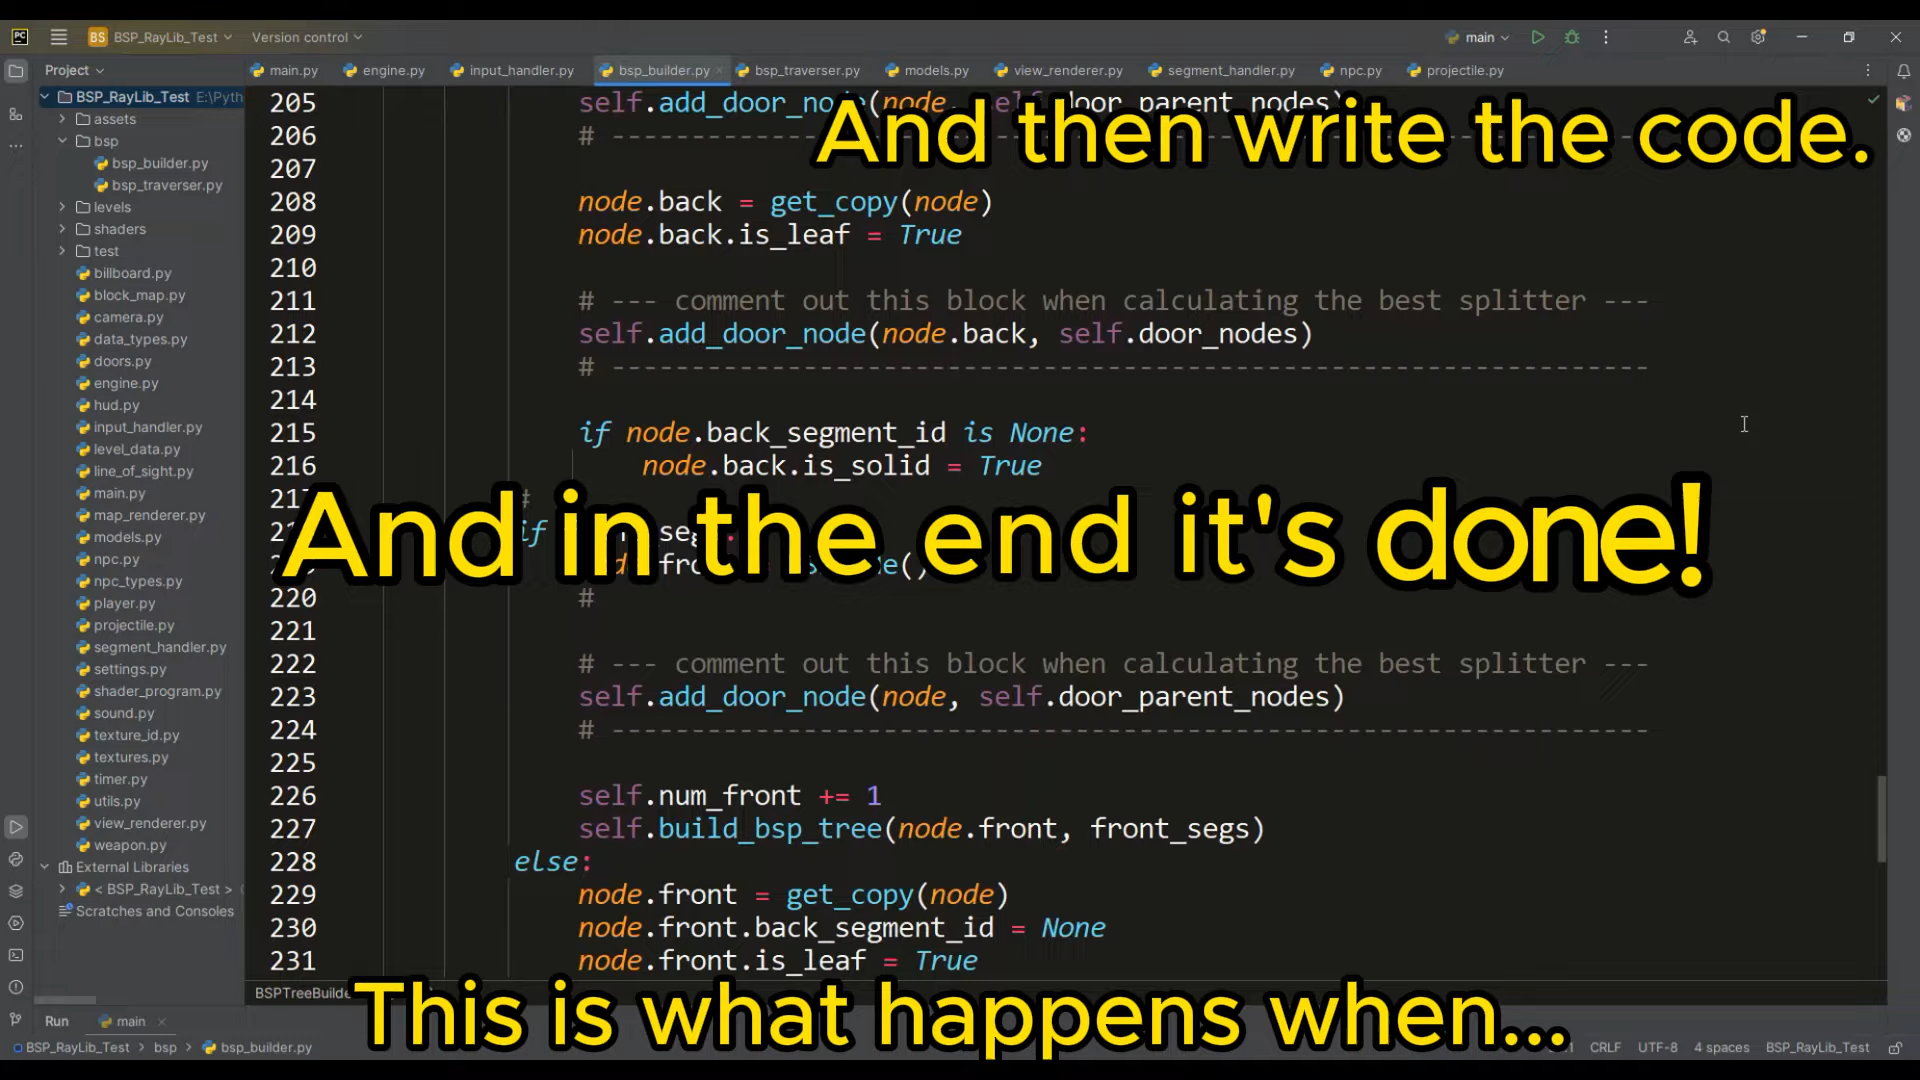 PC BS BSP_RayLib_Test Version control main
Project main.py engine.py input_handler.py bsp_builder.py bsp_traverser.py models.py view_renderer.py segment_handler.py npc.py projectile.py
BSP_RayLib_Test E:\Pyth
assets
bsp
bsp_builder.py
bsp_traverser.py
levels
shaders
test
billboard.py
block_map.py
camera.py
data_types.py
doors.py
engine.py
hud.py
input_handler.py
level_data.py
line_of_sight.py
main.py
map_renderer.py
models.py
npc.py
npc_types.py
player.py
projectile.py
segment_handler.py
settings.py
shader_program.py
sound.py
texture_id.py
textures.py
timer.py
utils.py
view_renderer.py
weapon.py
External Libraries
< BSP_RayLib_Test >
Scratches and Consoles
205 self.add_door_node(node, self.door_parent_nodes)
And then write the code.
206 # -----------------------------------------------------------------
207
208 node.back = get_copy(node)
209 node.back.is_leaf = True
210
211 # --- comment out this block when calculating the best splitter ---
212 self.add_door_node(node.back, self.door_nodes)
213 # -----------------------------------------------------------------
214
215 if node.back_segment_id is None:
216 node.back.is_solid = True
#
if
And in the end it's done!
220 #
221
222 # --- comment out this block when calculating the best splitter ---
223 self.add_door_node(node, self.door_parent_nodes)
224 # -----------------------------------------------------------------
225
226 self.num_front += 1
227 self.build_bsp_tree(node.front, front_segs)
228 else:
229 node.front = get_copy(node)
230 node.front.back_segment_id = None
231 node.front.is_leaf = True
This is what happens when...
Run main
BSP_RayLib_Test bsp bsp_builder.py CRLF UTF-8 4 spaces BSP_RayLib_Test